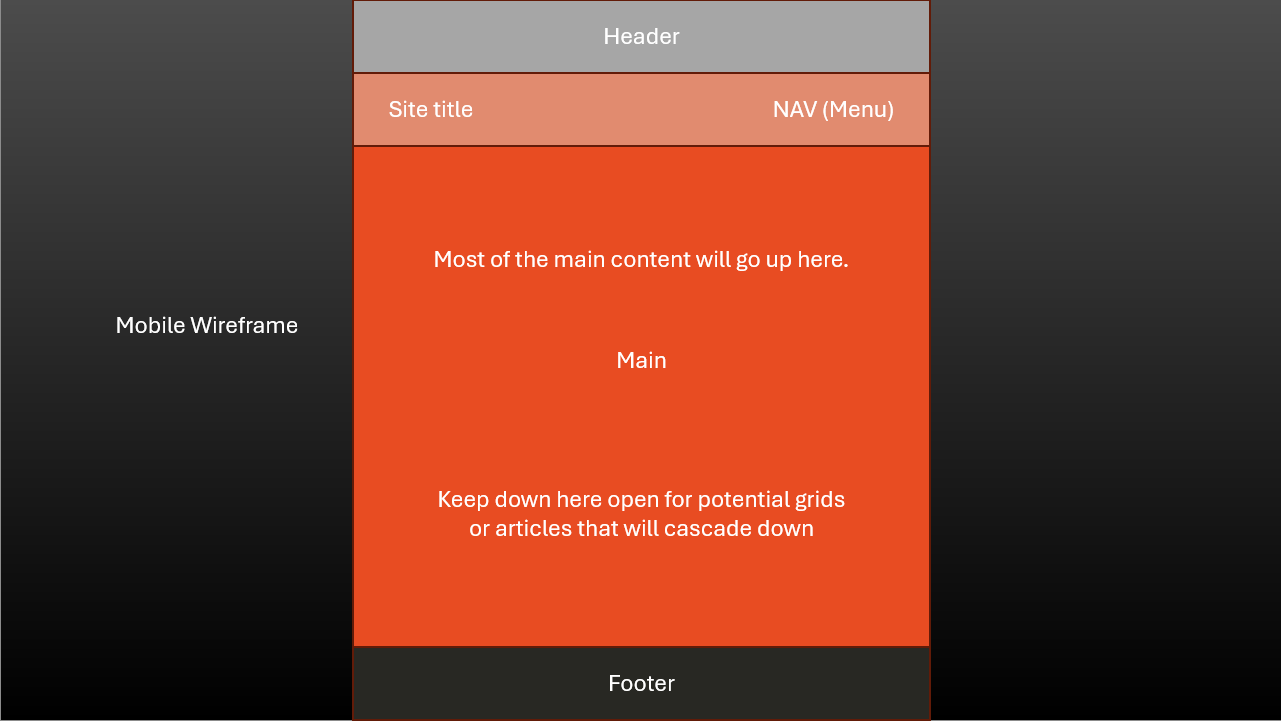 Header
Site title
NAV (Menu)
Most of the main content will go up here.
Mobile Wireframe
Main
Keep down here open for potential grids
or articles that will cascade down
Footer